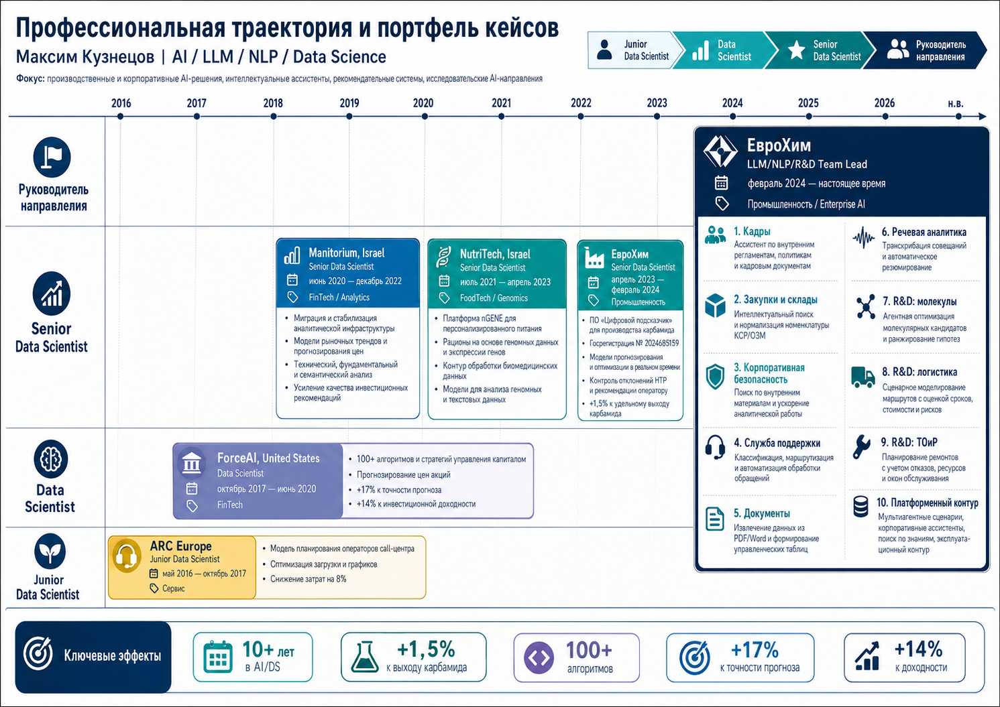 Профессиональная траектория и портфель кейсов
Максим Кузнецов | AI / LLM / NLP / Data Science
Фокус: производственные и корпоративные AI-решения, интеллектуальные ассистенты, рекомендательные системы, исследовательские AI-направления
Junior
Data Scientist
Data
Scientist
Senior
Data Scientist
Руководитель
направления
2016
2017
2018
2019
2020
2021
2022
2023
2024
2025
2026
н.в.
Руководитель
направления
ЕвроХим
LLM/NLP/R&D Team Lead
февраль 2024 — настоящее время
Промышленность / Enterprise AI
1. Кадры
Ассистент по внутренним
регламентам, политикам
и кадровым документам
2. Закупки и склады
Интеллектуальный поиск
и нормализация номенклатуры
КСР/ОЗМ
3. Корпоративная
безопасность
Поиск по внутренним
материалам и ускорение
аналитической работы
4. Служба поддержки
Классификация, маршрутизация
и автоматизация обработки
обращений
5. Документы
Извлечение данных из
PDF/Word и формирование
управленческих таблиц
6. Речевая аналитика
Транскрибация совещаний
и автоматическое
резюмирование
7. R&D: молекулы
Агентная оптимизация
молекулярных кандидатов
и ранжирование гипотез
8. R&D: логистика
Сценарное моделирование
маршрутов с оценкой сроков,
стоимости и рисков
9. R&D: ТОиР
Планирование ремонтов
с учетом отказов, ресурсов
и окон обслуживания
10. Платформенный контур
Мультиагентные сценарии,
корпоративные ассистенты,
поиск по знаниям, эксплуата-
ционный контур
Senior
Data Scientist
Manitorium, Israel
Senior Data Scientist
июнь 2020 — декабрь 2022
FinTech / Analytics
• Миграция и стабилизация
аналитической инфраструктуры
• Модели рыночных трендов и
прогнозирования цен
• Технический, фундаментальный
и семантический анализ
• Усиление качества инвестиционных
рекомендаций
NutriTech, Israel
Senior Data Scientist
июль 2021 — апрель 2023
FoodTech / Genomics
• Платформа nGENE для
персонализированного питания
• Рационы на основе геномных данных
и экспрессии генов
• Контур обработки биомедицинских
данных
• Модели для анализа геномных
и текстовых данных
ЕвроХим
Senior Data Scientist
апрель 2023 —
февраль 2024
Промышленность
• ПО «Цифровой подсказчик»
для производства карбамида
• Госрегистрация № 2024685159
• Модели прогнозирования
и оптимизации в реальном времени
• Контроль отклонений НТР
и рекомендации оператору
• +1,5% к удельному выходу
карбамида
Data
Scientist
ForceAI, United States
Data Scientist
октябрь 2017 — июнь 2020
FinTech
• 100+ алгоритмов и стратегий управления капиталом
• Прогнозирование цен акций
• +17% к точности прогноза
• +14% к инвестиционной доходности
Junior
Data Scientist
ARC Europe
Junior Data Scientist
май 2016 — октябрь 2017
Сервис
• Модель планирования операторов call-центра
• Оптимизация загрузки и графиков
• Снижение затрат на 8%
Ключевые эффекты
10+ лет
в AI/DS
+1,5%
к выходу карбамида
100+
алгоритмов
+17%
к точности прогноза
+14%
к доходности